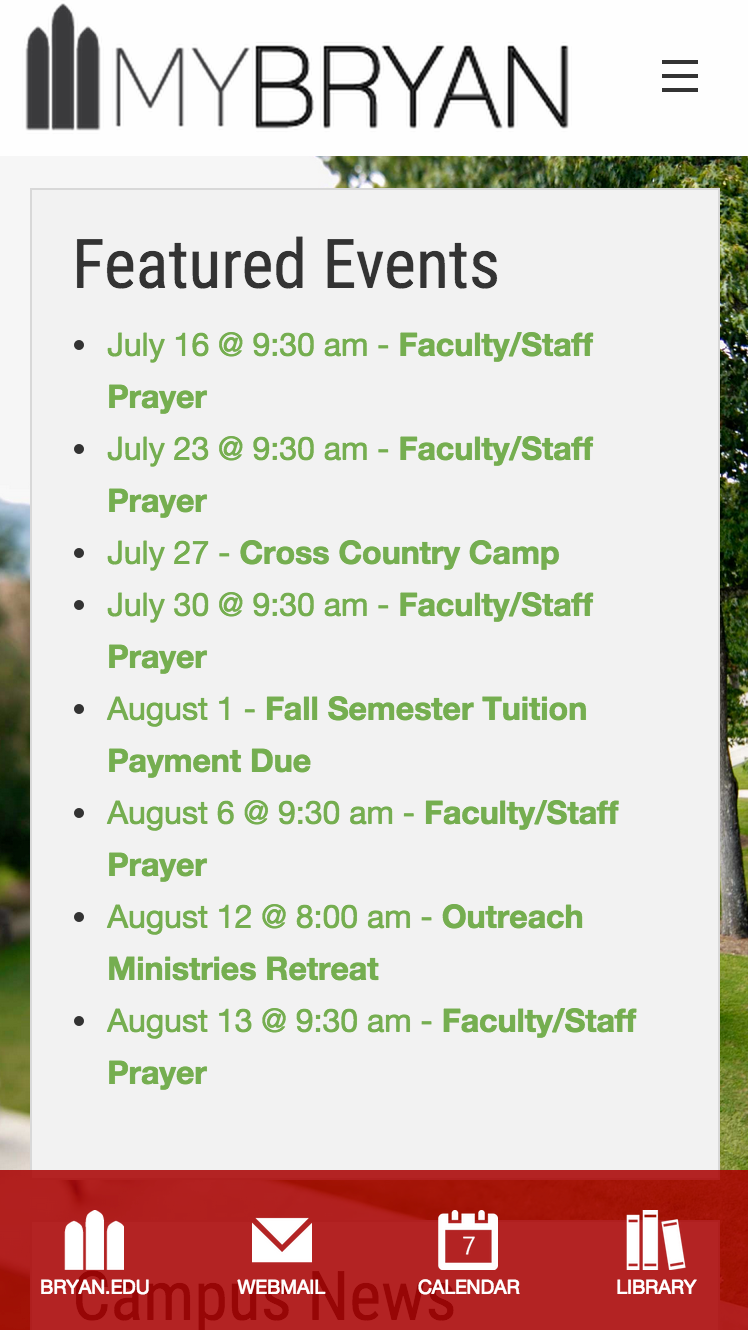 MYBRYAN
Featured Events
• July 16 @ 9:30 am - Faculty/Staff
Prayer
• July 23 @ 9:30 am - Faculty/Staff
Prayer
• July 27 - Cross Country Camp
• July 30 @ 9:30 am - Faculty/Staff
Prayer
• August 1 - Fall Semester Tuition
Payment Due
• August 6 @ 9:30 am - Faculty/Staff
Prayer
• August 12 @ 8:00 am - Outreach
Ministries Retreat
• August 13 @ 9:30 am - Faculty/Staff
Prayer
7
BRYAN.EDU WEBMAIL CALENDAR LIBRARY
Campus News